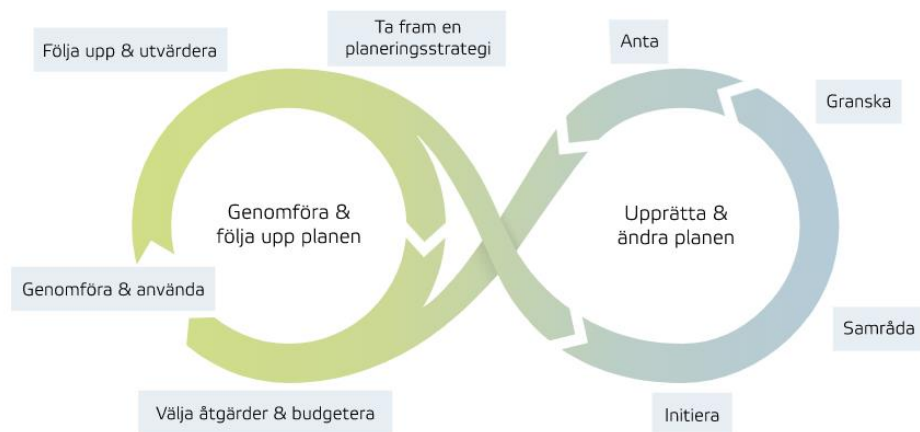 Ta fram en
planeringsstrategi
Följa upp & utvärdera
Anta
Granska
Genomföra &
följa upp planen
Upprätta &
ändra planen
Genomföra & använda
Samråda
Välja åtgärder & budgetera
Initiera